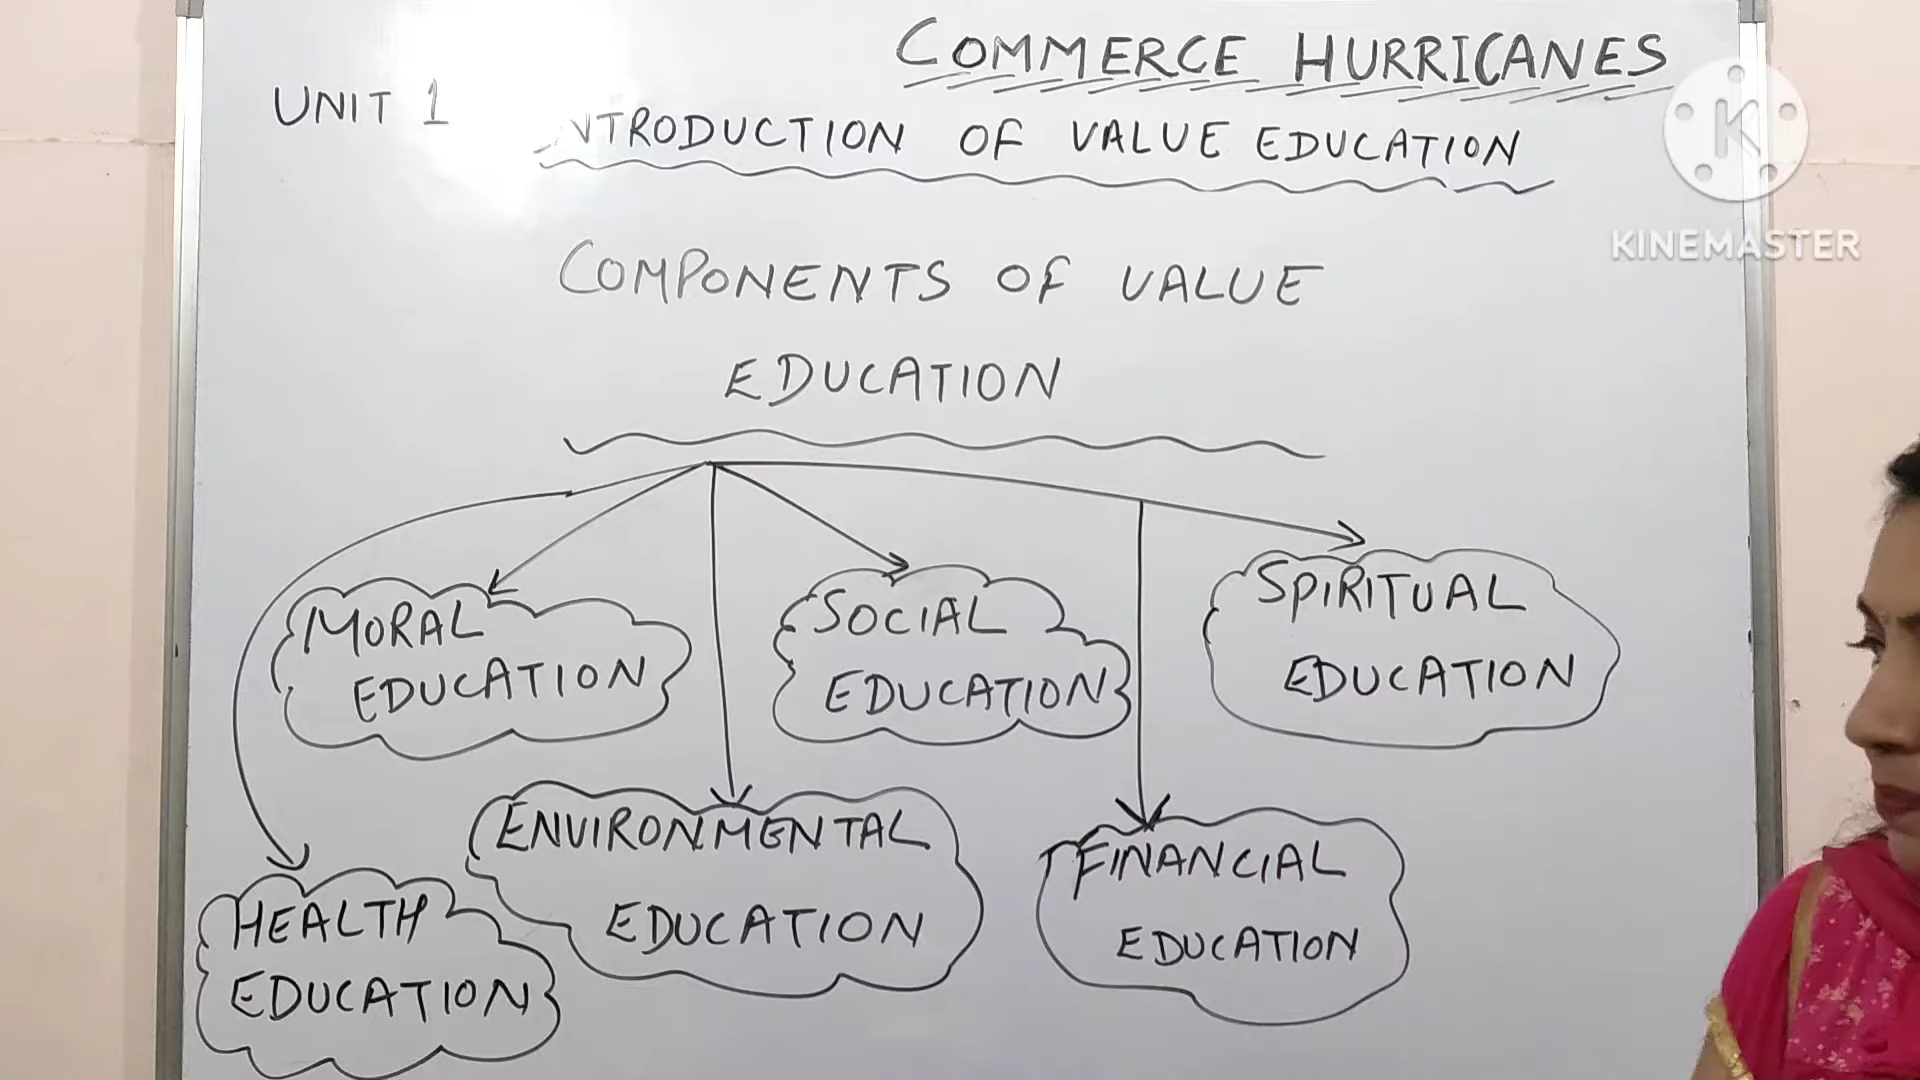 COMMERCE HURRICANES
UNIT 1
NTRODUCTION OF VALUE EDUCATION
K
KINEMASTER
COMPONENTS OF VALUE
EDUCATION
MORAL
EDUCATION
SOCIAL
EDUCATION
SPIRITUAL
EDUCATION
HEALTH
EDUCATION
ENVIRONMENTAL
EDUCATION
FINANCIAL
EDUCATION